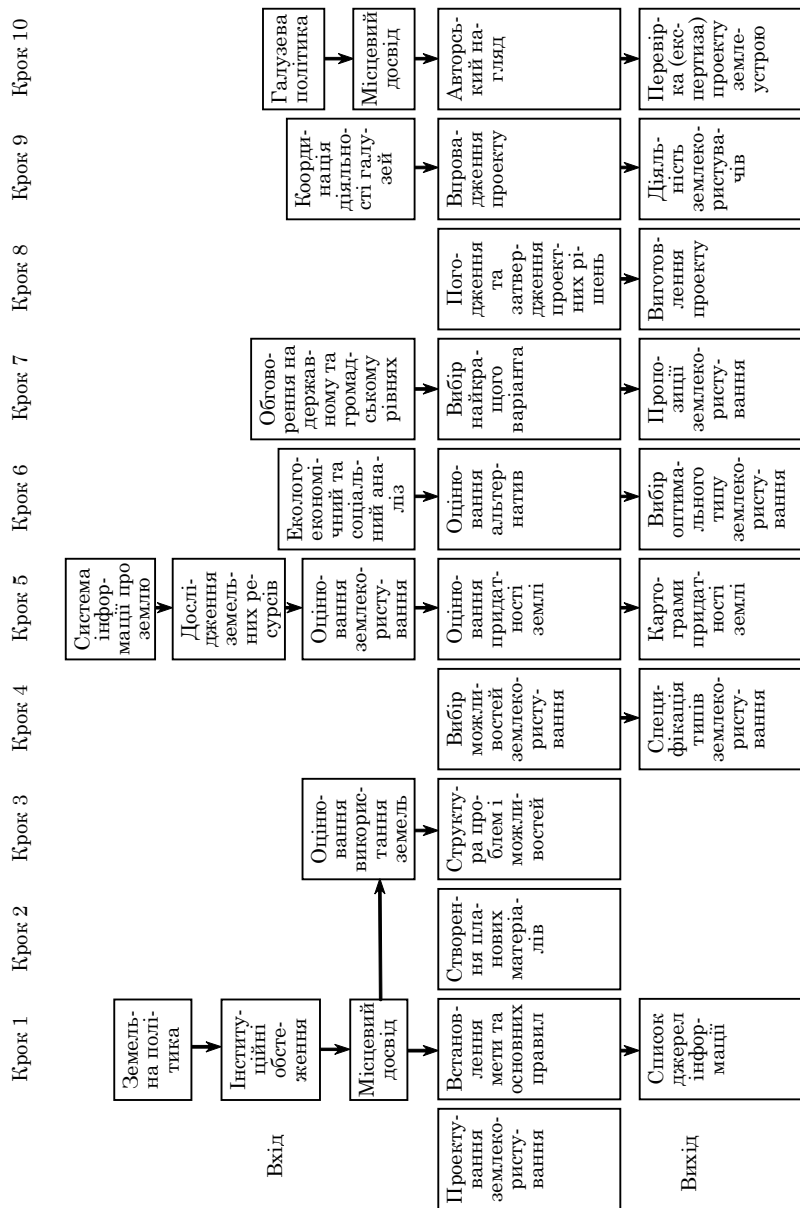 Крок 1
Крок 2
Крок 3
Крок 4
Крок 5
Крок 6
Крок 7
Крок 8
Крок 9
Крок 10
Вхід
Земель-
на полі-
тика
Інститу-
ційні
обсте-
ження
Місцевий
досвід
Оціню-
вання
викорис-
тання
земель
Система
інфор-
мації про
землю
Дослі-
дження
земель-
них ре-
сурсів
Оціню-
вання
землеко-
ристу-
вання
Еколого-
економі-
чний та
соціаль-
ний ана-
ліз
Обгово-
рення на
держав-
ному та
громад-
ському
рівнях
Коорди-
нація
діяльно-
сті галу-
зей
Галузева
політика
Місцевий
досвід
Проекту-
вання
землеко-
ристу-
вання
Встанов-
лення
мети та
основних
правил
Створен-
ня пла-
нових
матеріа-
лів
Структу-
ра про-
блем і
можли-
востей
Вибір
можли-
востей
землеко-
ристу-
вання
Оціню-
вання
придат-
ності
землі
Оціню-
вання
альтер-
натив
Вибір
найкра-
щого
варіанта
Пого-
дження
та
затвер-
дження
проект-
них рі-
шень
Впрова-
дження
проекту
Авторсь-
кий на-
гляд
Вихід
Список
джерел
інфор-
мації
Специ-
фікація
типів
землеко-
ристу-
вання
Карто-
грами
придат-
ності
землі
Вибір
оптима-
льного
типу
землеко-
ристу-
вання
Пропо-
зиції
землеко-
ристу-
вання
Виготов-
лення
проекту
Діяль-
ність
землеко-
ристува-
чів
Перевір-
ка (екс-
пертиза)
проекту
земле-
устрою